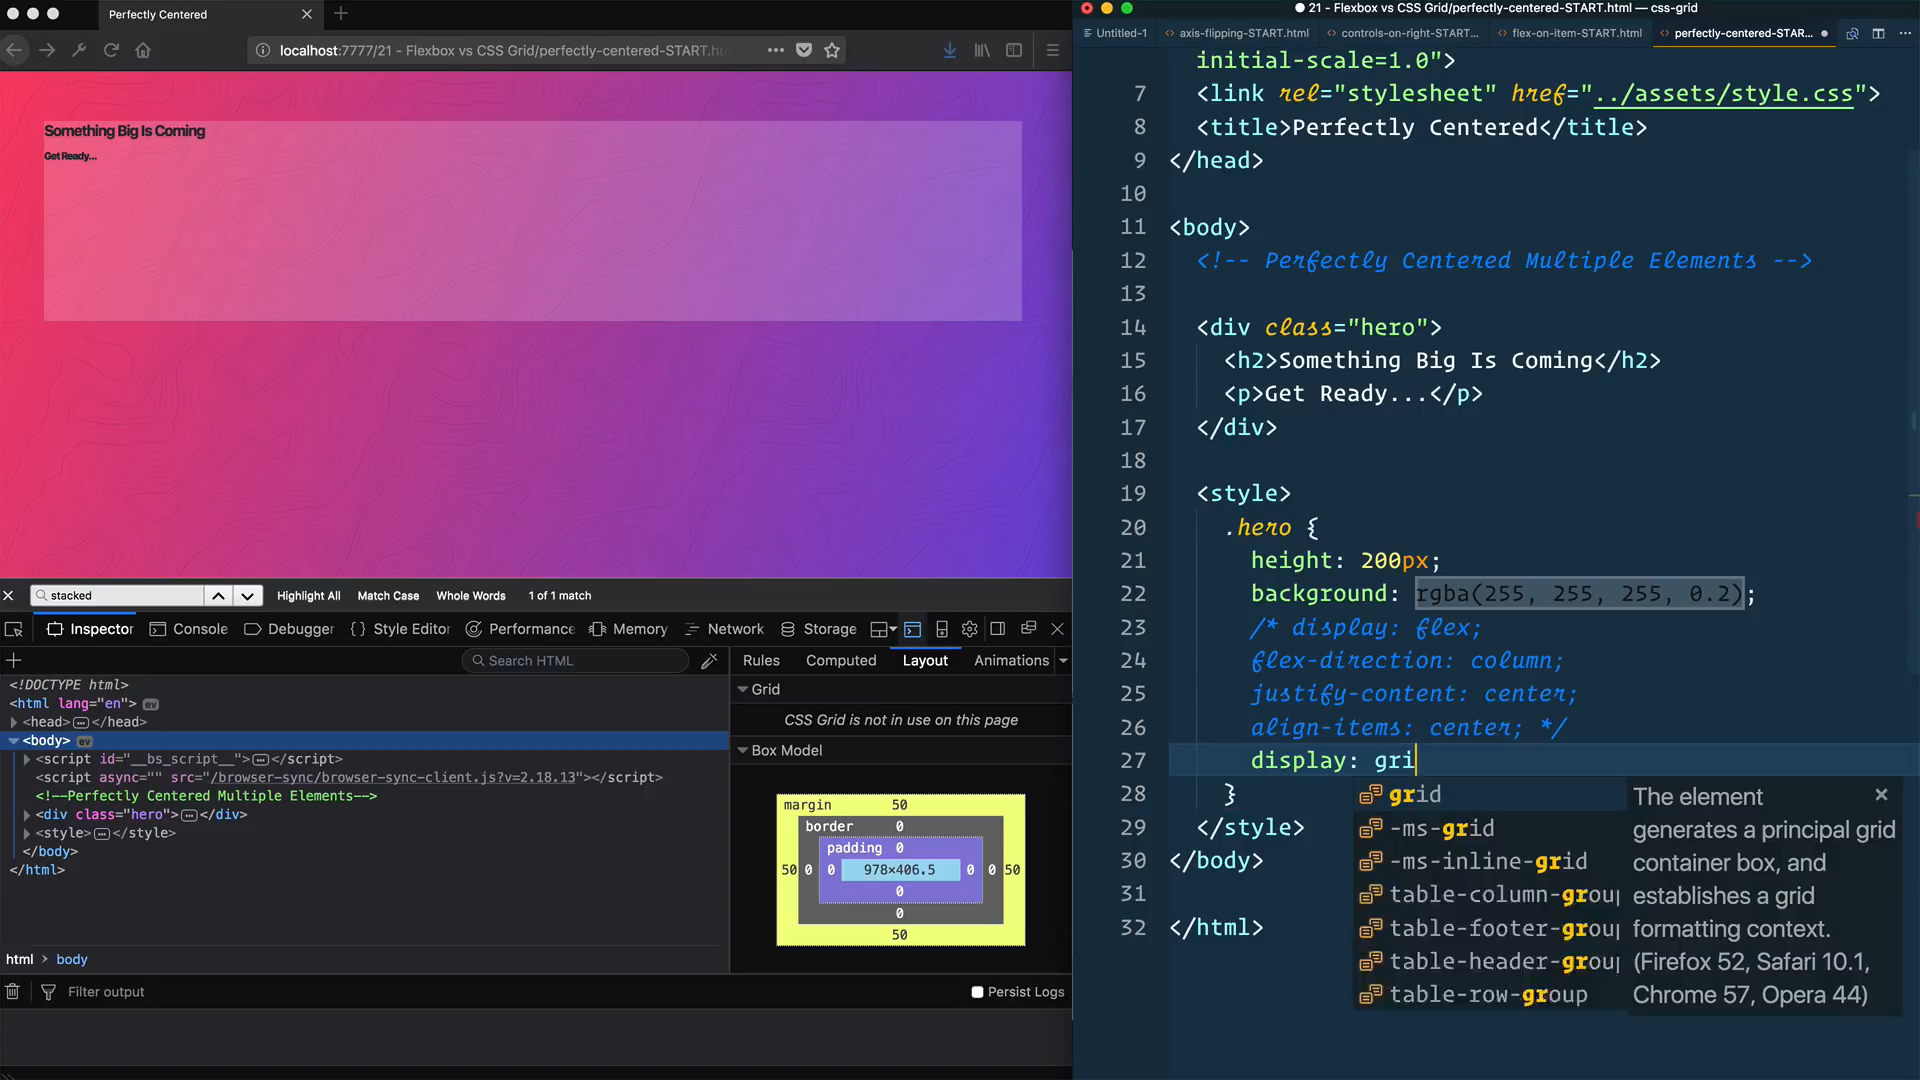 Perfectly Centered
localhost:7777/21 - Flexbox vs CSS Grid/perfectly-centered-START.ht
Something Big Is Coming
Get Ready...
stacked
Highlight All
Match Case
Whole Words
1 of 1 match
Inspector
Console
Debugger
Style Editor
Performance
Memory
Network
Storage
Search HTML
Rules
Computed
Layout
Animations
<!DOCTYPE html>
<html lang="en"> ev
<head></head>
<body> ev
<script id="__bs_script__"></script>
<script async="" src="/browser-sync/browser-sync-client.js?v=2.18.13"></script>
<!--Perfectly Centered Multiple Elements-->
<div class="hero"></div>
<style></style>
</body>
</html>
Grid
CSS Grid is not in use on this page
Box Model
margin 50
border 0
padding 0
50 0 0 978×406.5 0 0 50
0
0
50
html > body
Filter output
Persist Logs
21 - Flexbox vs CSS Grid/perfectly-centered-START.html — css-grid
Untitled-1
axis-flipping-START.html
controls-on-right-START...
flex-on-item-START.html
perfectly-centered-STAR...
initial-scale=1.0">
7 <link rel="stylesheet" href="../assets/style.css">
8 <title>Perfectly Centered</title>
9 </head>
10
11 <body>
12 <!-- Perfectly Centered Multiple Elements -->
13
14 <div class="hero">
15 <h2>Something Big Is Coming</h2>
16 <p>Get Ready...</p>
17 </div>
18
19 <style>
20 .hero {
21 height: 200px;
22 background: rgba(255, 255, 255, 0.2);
23 /* display: flex;
24 flex-direction: column;
25 justify-content: center;
26 align-items: center; */
27 display: gri
28 }
29 </style>
30 </body>
31
32 </html>
grid
-ms-grid
-ms-inline-grid
table-column-grou
table-footer-grou
table-header-grou
table-row-group
The element
generates a principal grid
container box, and
establishes a grid
formatting context.
(Firefox 52, Safari 10.1,
Chrome 57, Opera 44)